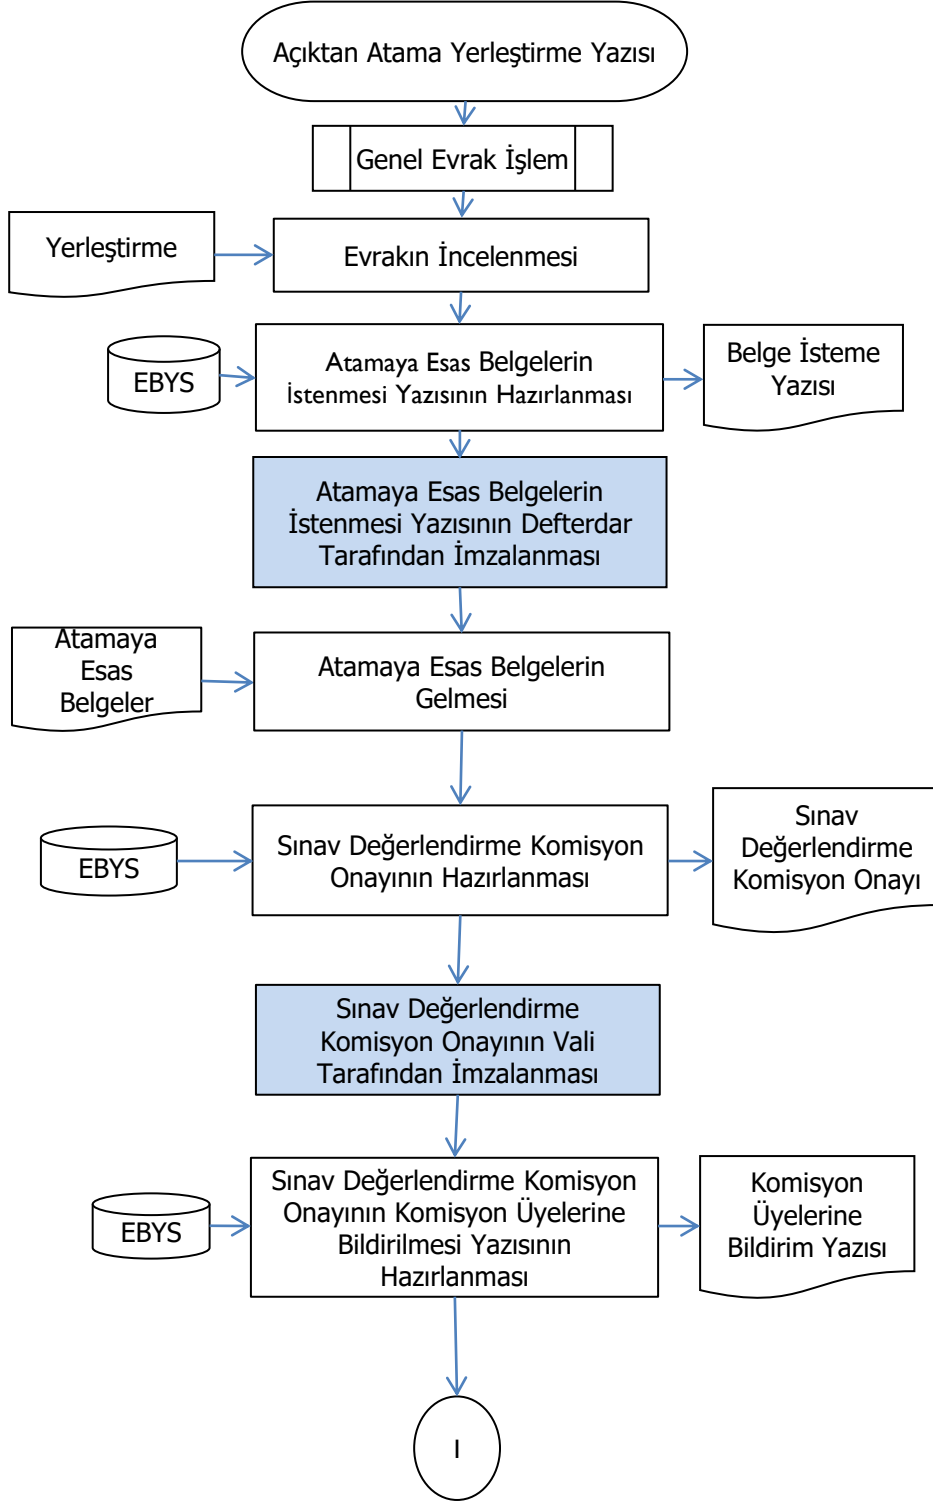 Açıktan Atama Yerleştirme Yazısı
Genel Evrak İşlem
Yerleştirme
Evrakın İncelenmesi
EBYS
Atamaya Esas Belgelerin
İstenmesi Yazısının Hazırlanması
Belge İsteme
Yazısı
Atamaya Esas Belgelerin
İstenmesi Yazısının Defterdar
Tarafından İmzalanması
Atamaya
Esas
Belgeler
Atamaya Esas Belgelerin
Gelmesi
EBYS
Sınav Değerlendirme Komisyon
Onayının Hazırlanması
Sınav
Değerlendirme
Komisyon Onayı
Sınav Değerlendirme
Komisyon Onayının Vali
Tarafından İmzalanması
EBYS
Sınav Değerlendirme Komisyon
Onayının Komisyon Üyelerine
Bildirilmesi Yazısının
Hazırlanması
Komisyon
Üyelerine
Bildirim Yazısı
I